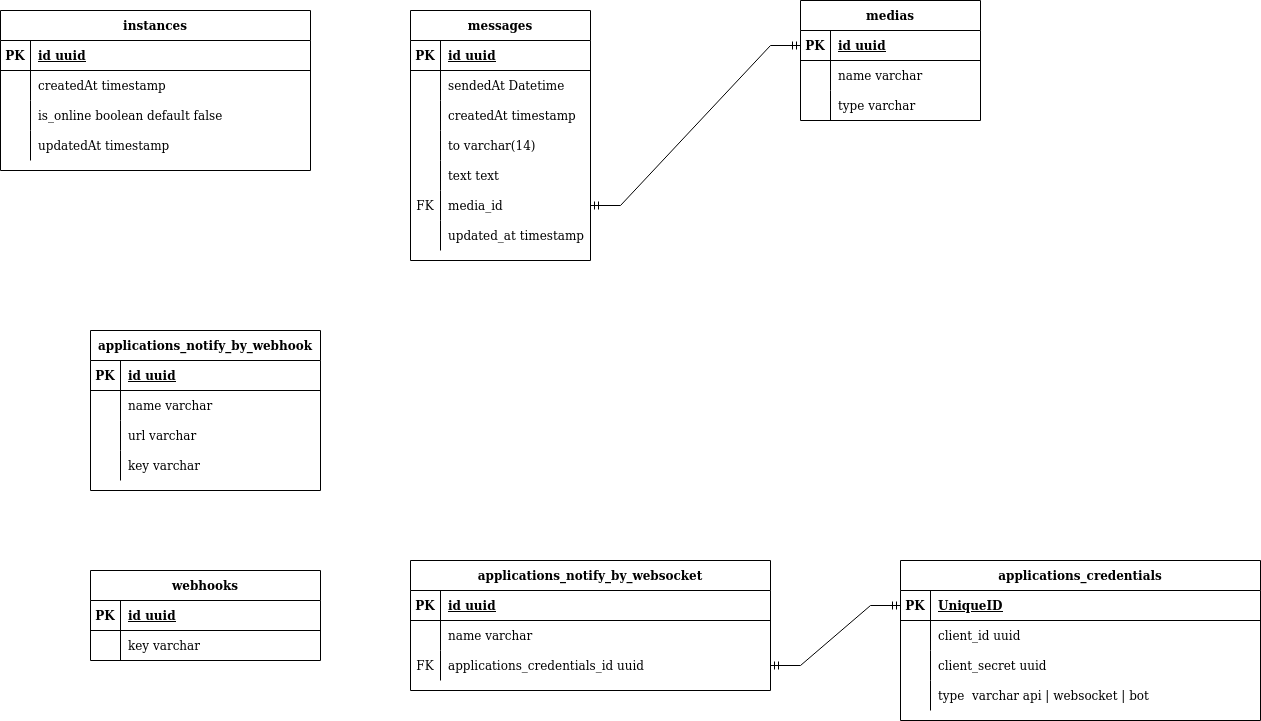 instances
PK id uuid
createdAt timestamp
is_online boolean default false
updatedAt timestamp
messages
PK id uuid
sendedAt Datetime
createdAt timestamp
to varchar(14)
text text
FK media_id
updated_at timestamp
medias
PK id uuid
name varchar
type varchar
applications_notify_by_webhook
PK id uuid
name varchar
url varchar
key varchar
webhooks
PK id uuid
key varchar
applications_notify_by_websocket
PK id uuid
name varchar
FK applications_credentials_id uuid
applications_credentials
PK UniqueID
client_id uuid
client_secret uuid
type  varchar api | websocket | bot